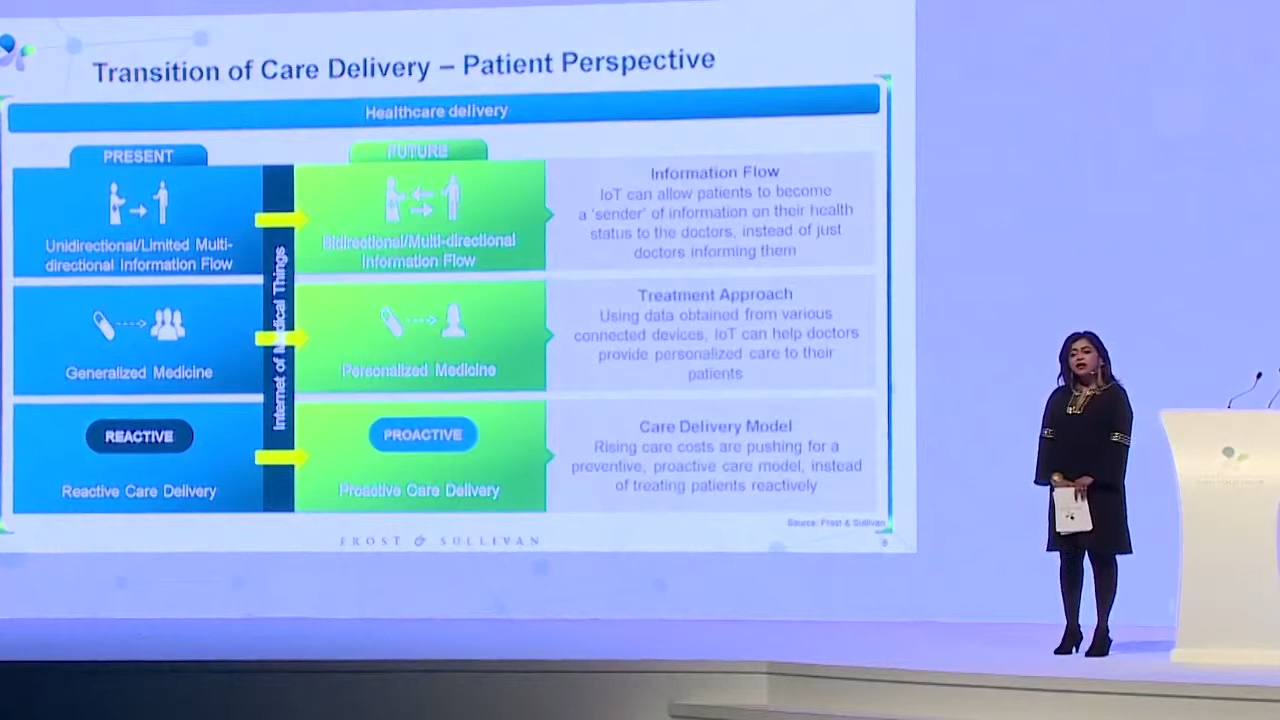 Transition of Care Delivery – Patient Perspective
Healthcare delivery
PRESENT
FUTURE
Unidirectional/Limited Multi-
directional Information Flow
Bidirectional/Multi-directional
Information Flow
Information Flow
IoT can allow patients to become
a 'sender' of information on their health
status to the doctors, instead of just
doctors informing them
Internet of Medical Things
Generalized Medicine
Personalized Medicine
Treatment Approach
Using data obtained from various
connected devices, IoT can help doctors
provide personalized care to their
patients
REACTIVE
Reactive Care Delivery
PROACTIVE
Proactive Care Delivery
Care Delivery Model
Rising care costs are pushing for a
preventive, proactive care model, instead
of treating patients reactively
Source: Frost & Sullivan
FROST & SULLIVAN